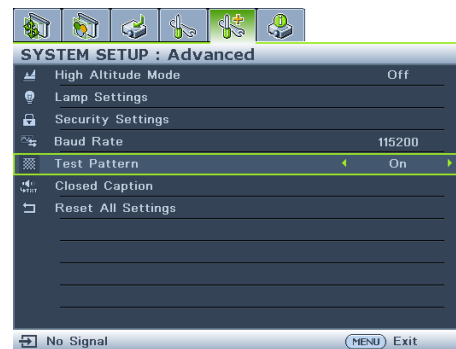 SYSTEM SETUP : Advanced
High Altitude Mode Off
Lamp Settings
Security Settings
Baud Rate 115200
Test Pattern On
Closed Caption
Reset All Settings
No Signal MENU Exit